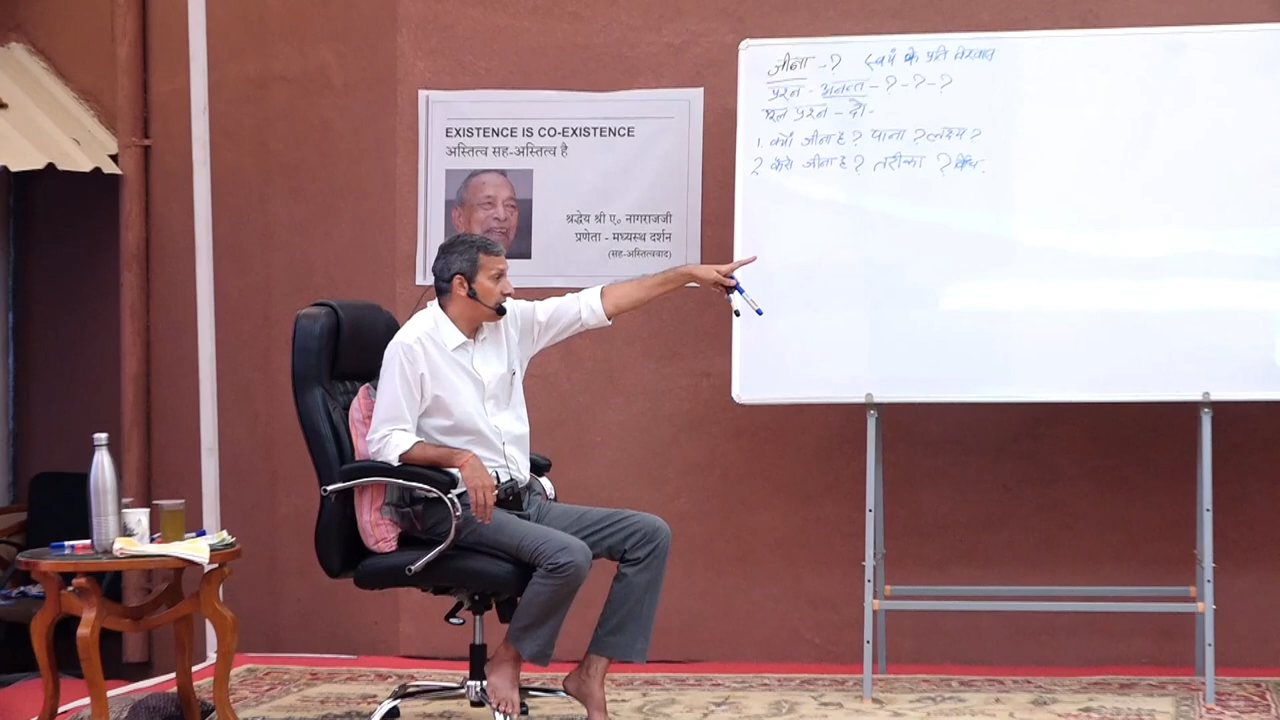 EXISTENCE IS CO-EXISTENCE
अस्तित्व सह-अस्तित्व है
श्रद्धेय श्री ए० नागराजजी
प्रणेता - मध्यस्थ दर्शन
(सह-अस्तित्ववाद)
जीना -? स्वयं के प्रति विश्वास
प्रश्न - अनन्त - ? - ? - ?
प्रश्न - दो -
1. क्यों जीना है? पाना? लक्ष्य?
2. कैसे जीना है? तरीका ? विधि.